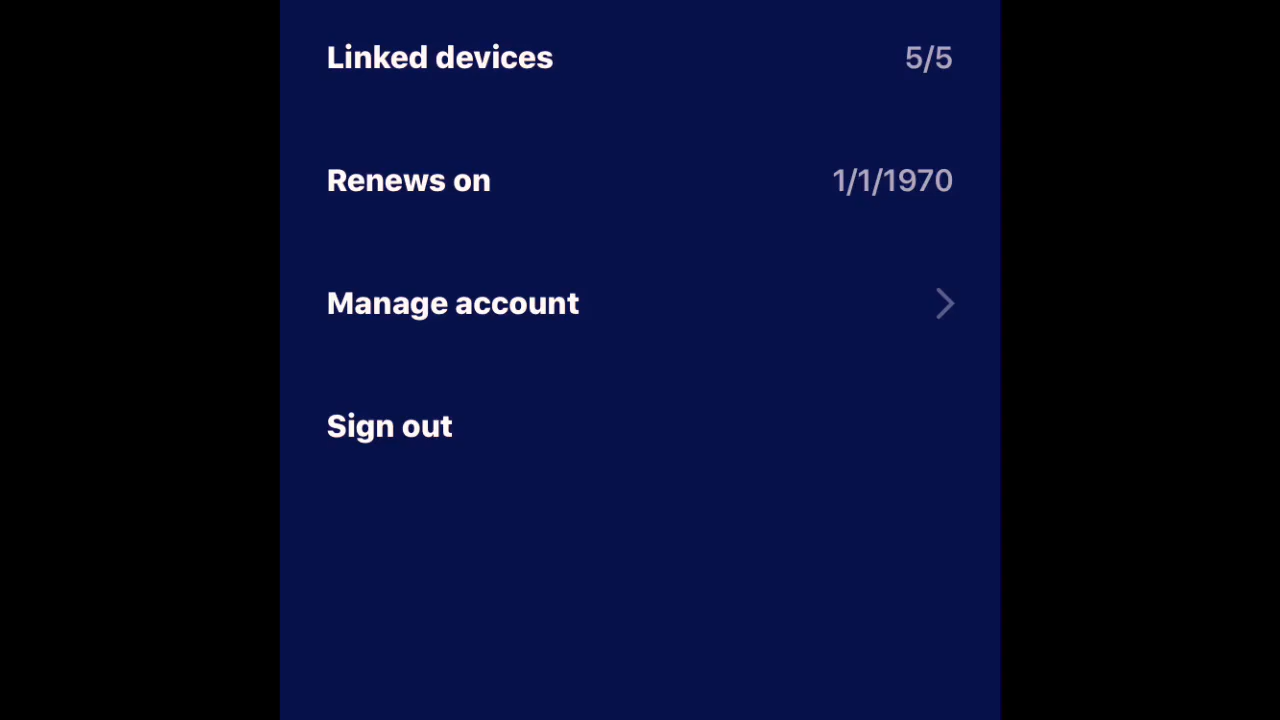 Linked devices 5/5
Renews on 1/1/1970
Manage account
Sign out